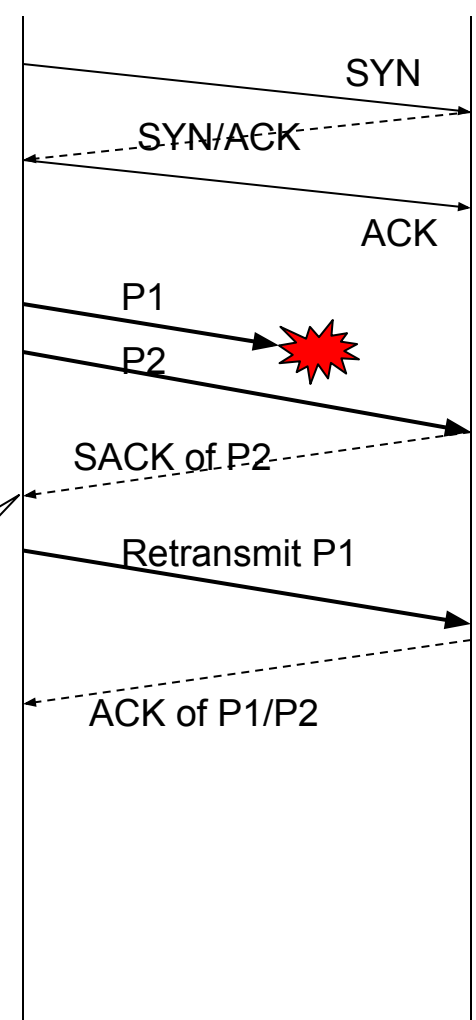 SYN
SYN/ACK
ACK
P1
P2
SACK of P2
Retransmit P1
ACK of P1/P2